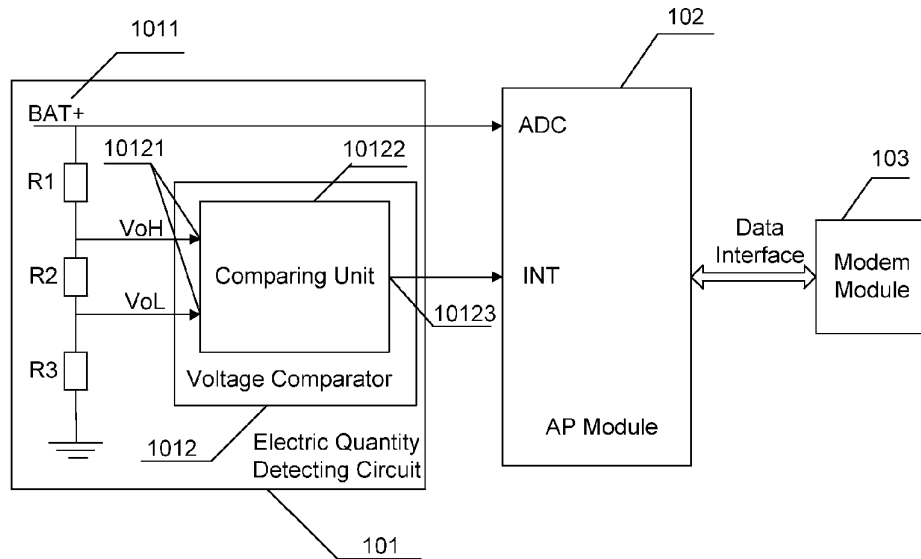 1011
102
BAT+
ADC
10121
10122
103
R1
VoH
Data
Interface
Comparing Unit
INT
Modem
Module
R2
VoL
10123
R3
Voltage Comparator
AP Module
1012
Electric Quantity
Detecting Circuit
101